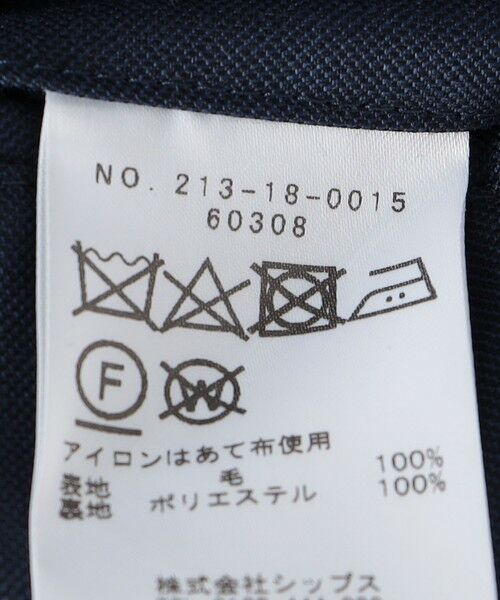 NO. 213-18-0015
60308
F
W
アイロンはあて布使用
表地 毛 100%
裏地 ポリエステル 100%
株式会社シップス